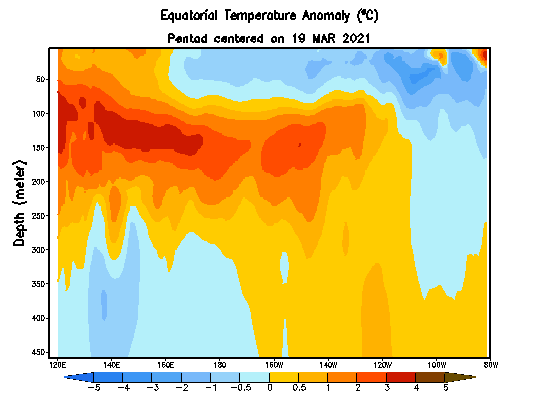 Equatorial Temperature Anomaly (°C)
Pentad centered on 19 MAR 2021
Depth (meter)
50
100
150
200
250
300
350
400
450
120E 140E 160E 180 160W 140W 120W 100W 80W
-5 -4 -3 -2 -1 -0.5 0 0.5 1 2 3 4 5